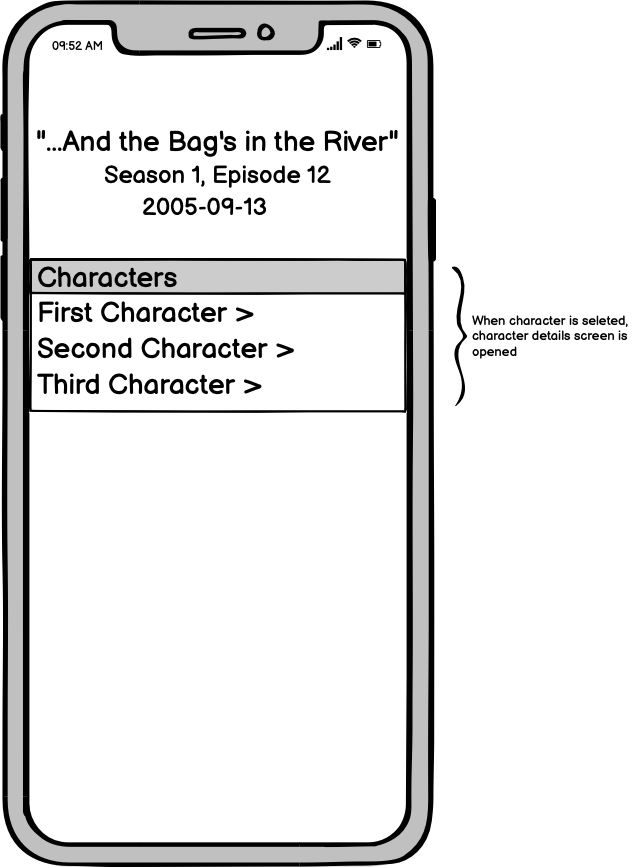 09:52 AM
"...And the Bag's in the River"
Season 1, Episode 12
2005-09-13
Characters
First Character >
Second Character >
Third Character >
When character is seleted,
character details screen is
opened